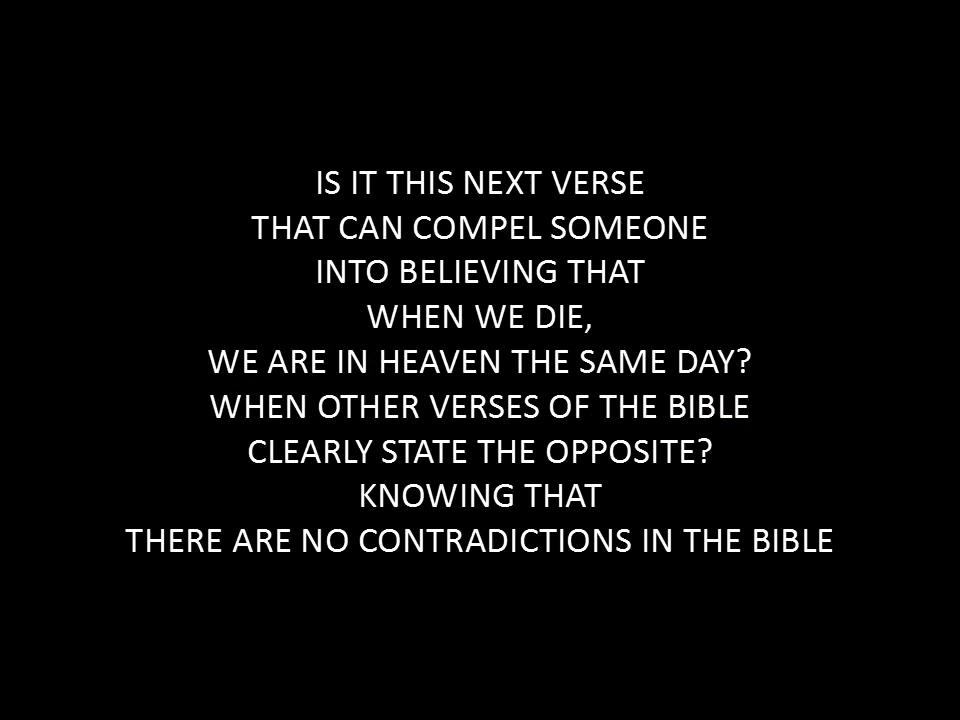 IS IT THIS NEXT VERSE
THAT CAN COMPEL SOMEONE
INTO BELIEVING THAT
WHEN WE DIE,
WE ARE IN HEAVEN THE SAME DAY?
WHEN OTHER VERSES OF THE BIBLE
CLEARLY STATE THE OPPOSITE?
KNOWING THAT
THERE ARE NO CONTRADICTIONS IN THE BIBLE